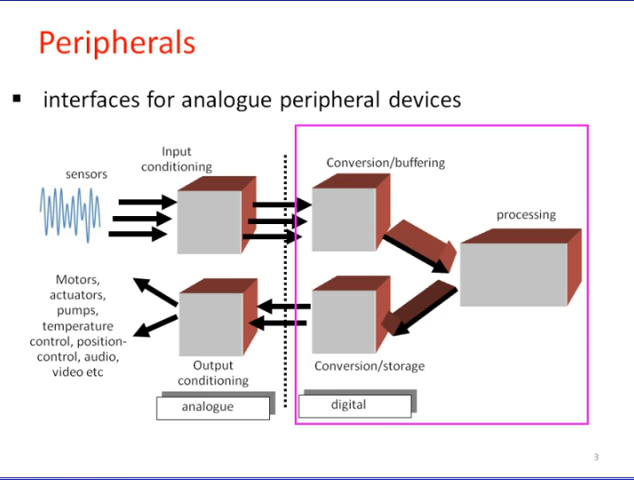 Peripherals
▪ interfaces for analogue peripheral devices
sensors
Input
conditioning
Conversion/buffering
processing
Motors,
actuators,
pumps,
temperature
control, position-
control, audio,
video etc
Output
conditioning
Conversion/storage
analogue
digital
3